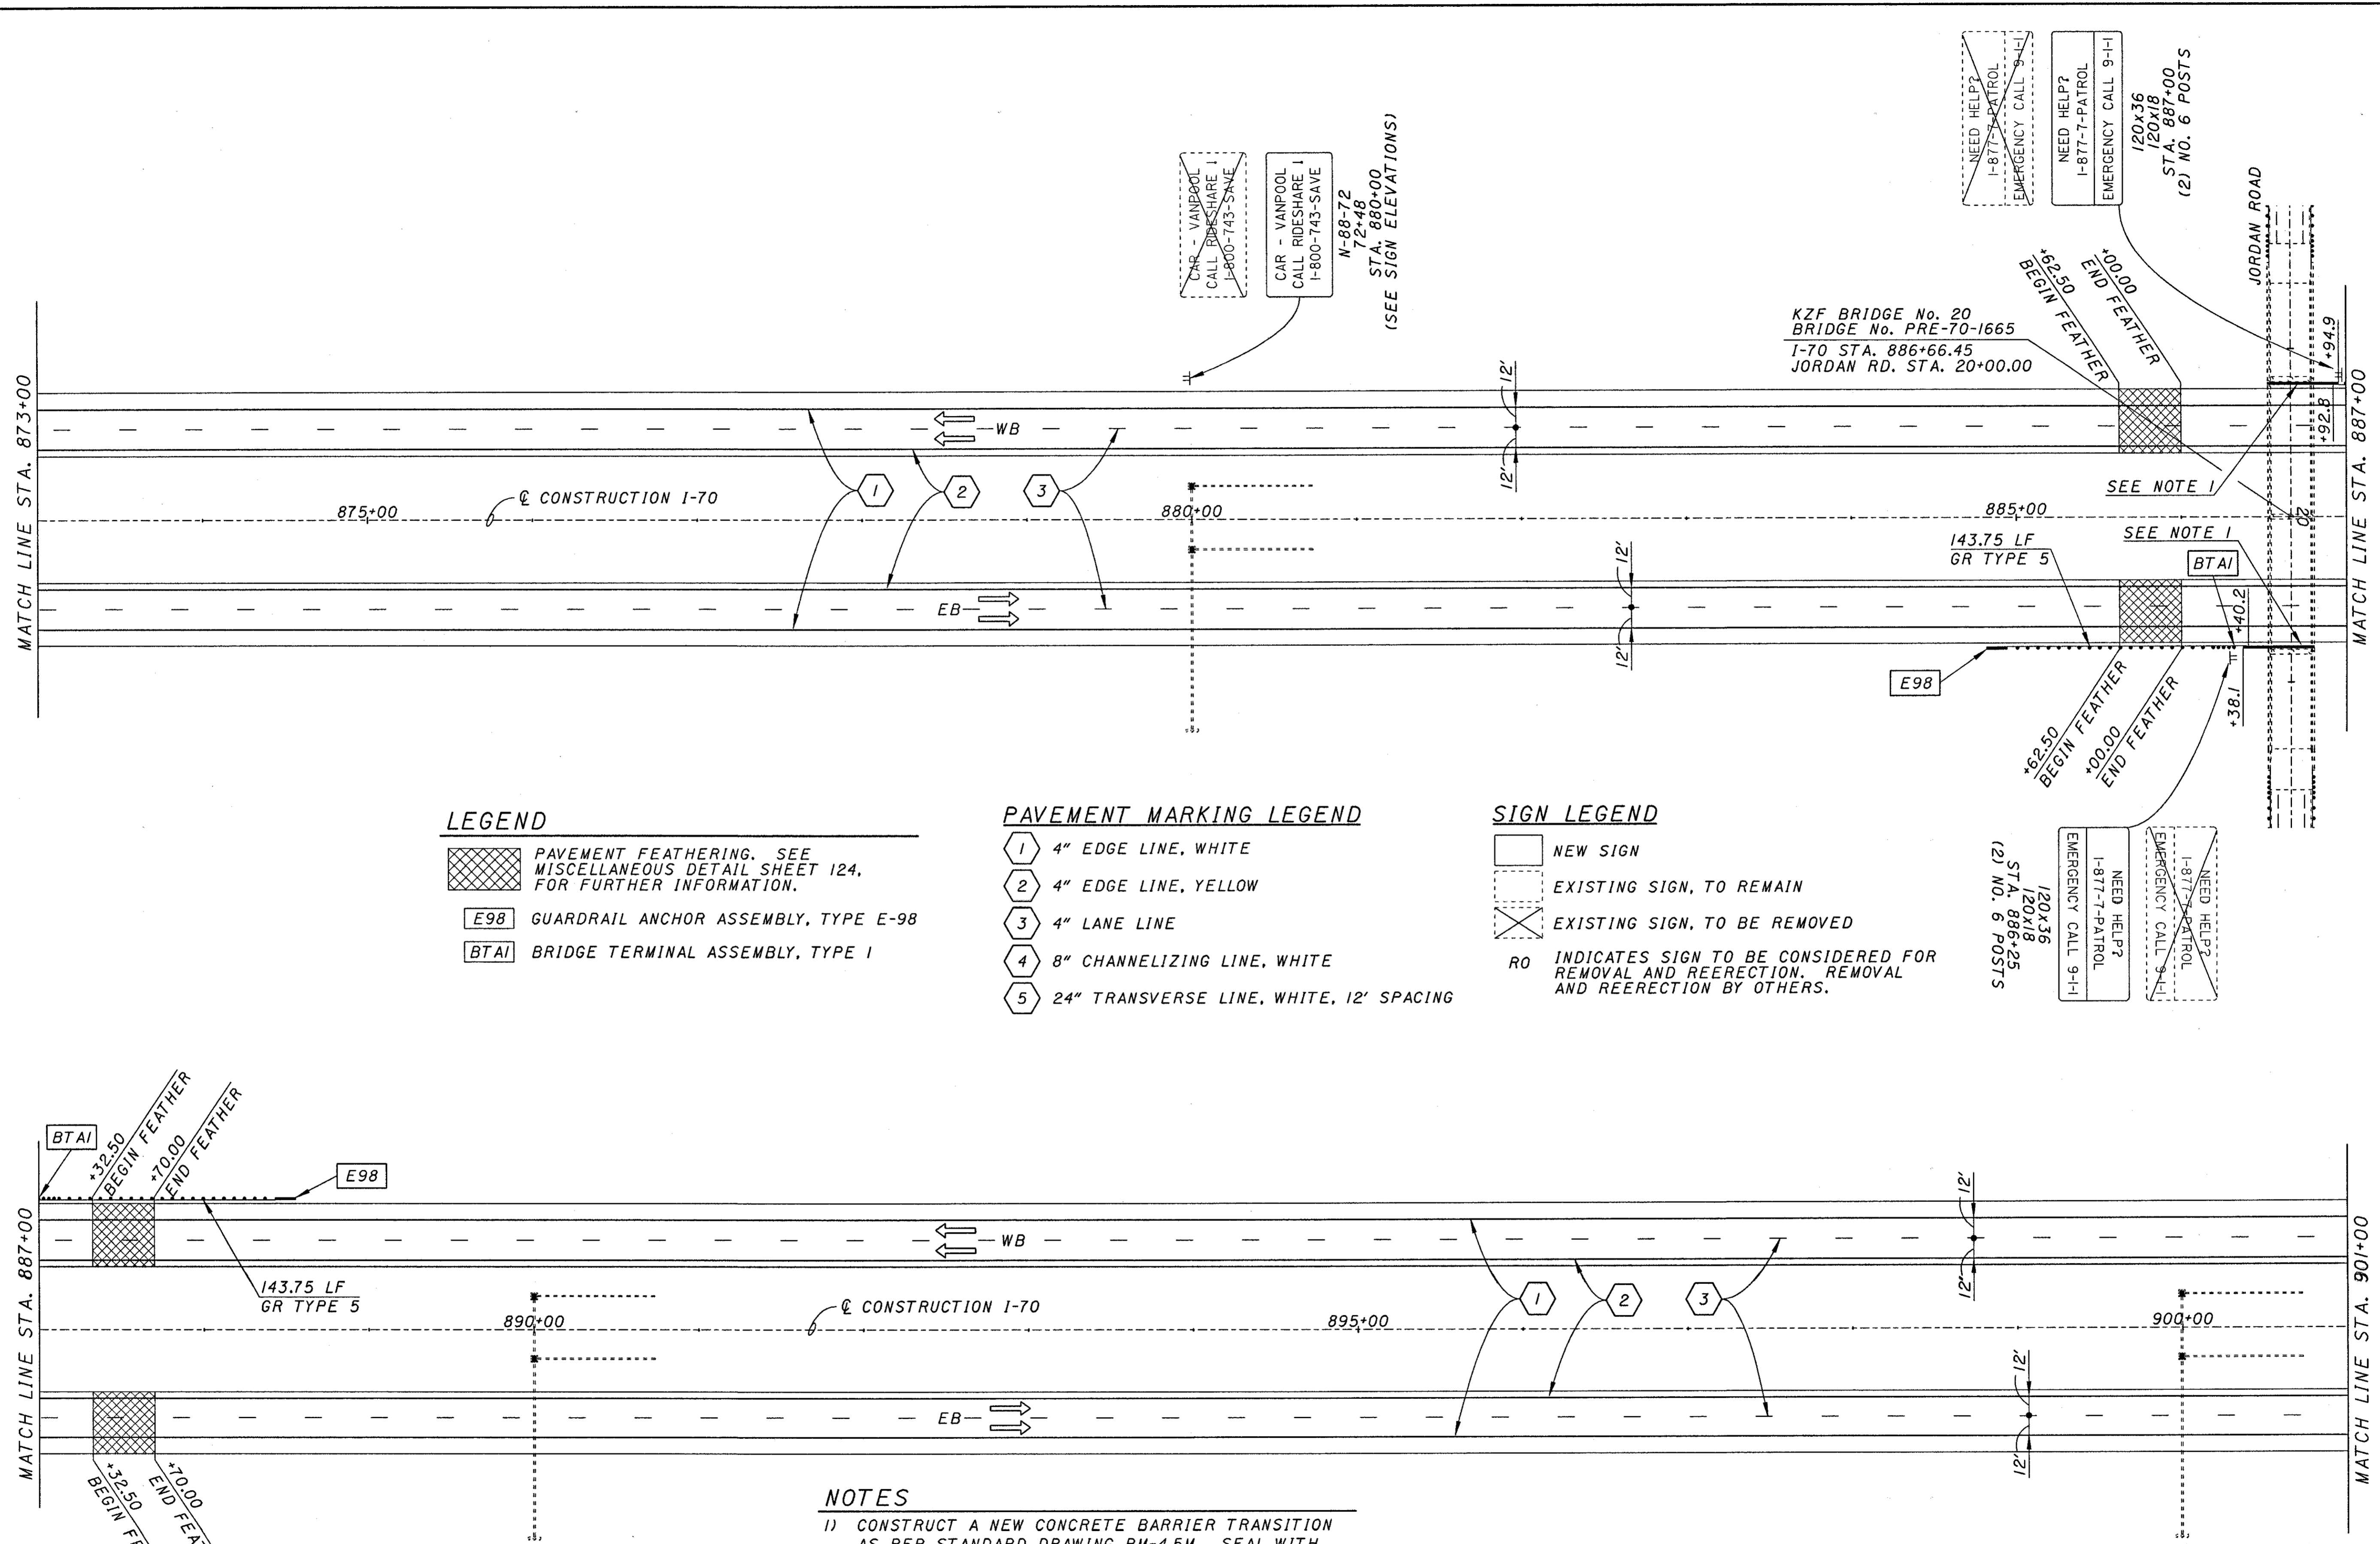 NEED HELP?
1-877-7-PATROL
EMERGENCY CALL 9-1-1
NEED HELP?
1-877-7-PATROL
EMERGENCY CALL 9-1-1
120x36
120x18
STA. 887+00
(2) NO. 6 POSTS
CAR - VANPOOL
CALL RIDESHARE 1
1-800-743-SAVE
CAR - VANPOOL
CALL RIDESHARE 1
1-800-743-SAVE
N-88-72
72+48
STA. 880+00
(SEE SIGN ELEVATIONS)
JORDAN ROAD
+62.50
BEGIN FEATHER
+00.00
END FEATHER
KZF BRIDGE No. 20
BRIDGE No. PRE-70-1665
I-70 STA. 886+66.45
JORDAN RD. STA. 20+00.00
+94.9
+92.8
MATCH LINE STA. 873+00
12'
12'
WB
1
2
3
SEE NOTE 1
℄ CONSTRUCTION I-70
875+00
880+00
885+00
20
SEE NOTE 1
143.75 LF
GR TYPE 5
BTA1
12'
12'
EB
+40.2
+38.1
E98
MATCH LINE STA. 887+00
+62.50
BEGIN FEATHER
+00.00
END FEATHER
120x36
120x18
STA. 886+25
(2) NO. 6 POSTS
NEED HELP?
1-877-7-PATROL
EMERGENCY CALL 9-1-1
NEED HELP?
1-877-7-PATROL
EMERGENCY CALL 9-1-1
LEGEND
PAVEMENT FEATHERING. SEE
MISCELLANEOUS DETAIL SHEET 124,
FOR FURTHER INFORMATION.
E98 GUARDRAIL ANCHOR ASSEMBLY, TYPE E-98
BTA1 BRIDGE TERMINAL ASSEMBLY, TYPE 1
PAVEMENT MARKING LEGEND
1 4" EDGE LINE, WHITE
2 4" EDGE LINE, YELLOW
3 4" LANE LINE
4 8" CHANNELIZING LINE, WHITE
5 24" TRANSVERSE LINE, WHITE, 12' SPACING
SIGN LEGEND
NEW SIGN
EXISTING SIGN, TO REMAIN
EXISTING SIGN, TO BE REMOVED
RO INDICATES SIGN TO BE CONSIDERED FOR
REMOVAL AND REERECTION. REMOVAL
AND REERECTION BY OTHERS.
BTA1
+32.50
BEGIN FEATHER
+70.00
END FEATHER
E98
MATCH LINE STA. 887+00
143.75 LF
GR TYPE 5
WB
12'
12'
1
2
3
℄ CONSTRUCTION I-70
890+00
895+00
900+00
EB
12'
12'
MATCH LINE STA. 901+00
+32.50
BEGIN
+70.00
END
NOTES
1) CONSTRUCT A NEW CONCRETE BARRIER TRANSITION
AS PER STANDARD DRAWING RM-4.5M. SEAL WITH